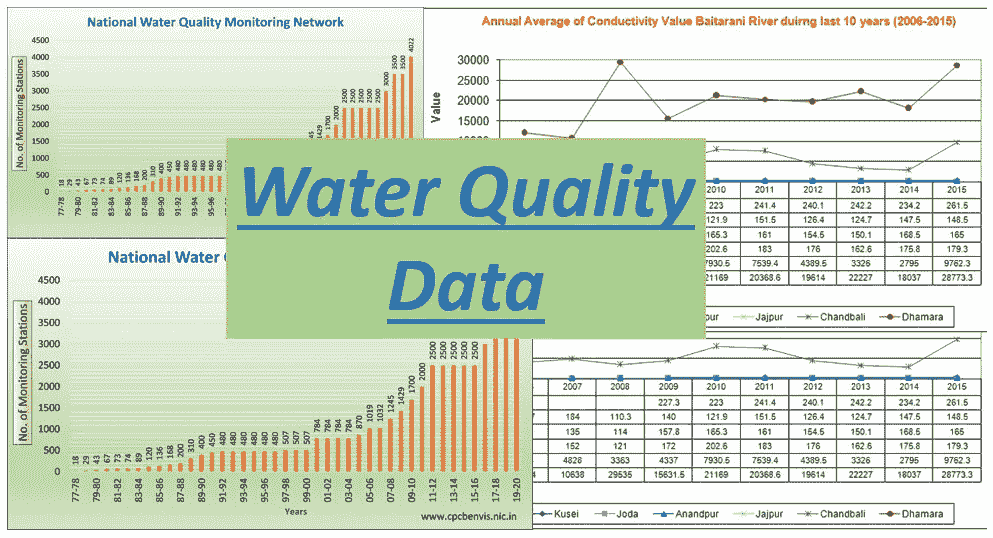 National Water Quality Monitoring Network
No. of Monitoring Stations
4500
4000
3500
3000
2500
2000
1500
1000
500
0
18 29 43 67 73 74 89 120 136 168 200 310 400 450 480 480 480 480 480
1429 1700 2000 2500 2500 2500 2500 2500 3000 3500 3500 4022
77-78 79-80 81-82 83-84 85-86 87-88 89-90 91-92 93-94 95-96
Annual Average of Conductivity Value Baitarani River duirng last 10 years (2006-2015)
Value
30000
20000
10000
2010 2011 2012 2013 2014 2015
223 241.4 240.1 242.2 234.2 261.5
121.9 151.5 126.4 124.7 147.5 148.5
165.3 161 154.5 150.1 168.5 165
202.6 183 176 162.6 175.8 179.3
7930.5 7539.4 4389.5 3326 2795 9762.3
21169 20368.6 19614 22227 18037 28773.3
Jajpur Chandbali Dhamara
Water Quality
Data
National Water
No. of Monitoring Stations
4500
4000
3500
3000
2500
2000
1500
1000
500
0
18 29 43 67 73 74 89 120 136 168 200 310 400 450 480 480 480 480 480 480 507 507 507 784 784 784 784 870 1019 1032 1245 1429 1700 2000 2500 2500 2500 2500 2500
77-78 79-80 81-82 83-84 85-86 87-88 89-90 91-92 93-94 95-96 97-98 99-00 01-02 03-04 05-06 07-08 09-10 11-12 13-14 15-16 17-18 19-20
Years
www.cpcbenvis.nic.in
2007 2008 2009 2010 2011 2012 2013 2014 2015
227.3 223 241.4 240.1 242.2 234.2 261.5
184 110.3 140 121.9 151.5 126.4 124.7 147.5 148.5
135 114 157.8 165.3 161 154.5 150.1 168.5 165
152 121 172 202.6 183 176 162.6 175.8 179.3
4828 3363 4337 7930.5 7539.4 4389.5 3326 2795 9762.3
10638 29535 15631.5 21169 20368.6 19614 22227 18037 28773.3
Kusei Joda Anandpur Jajpur Chandbali Dhamara